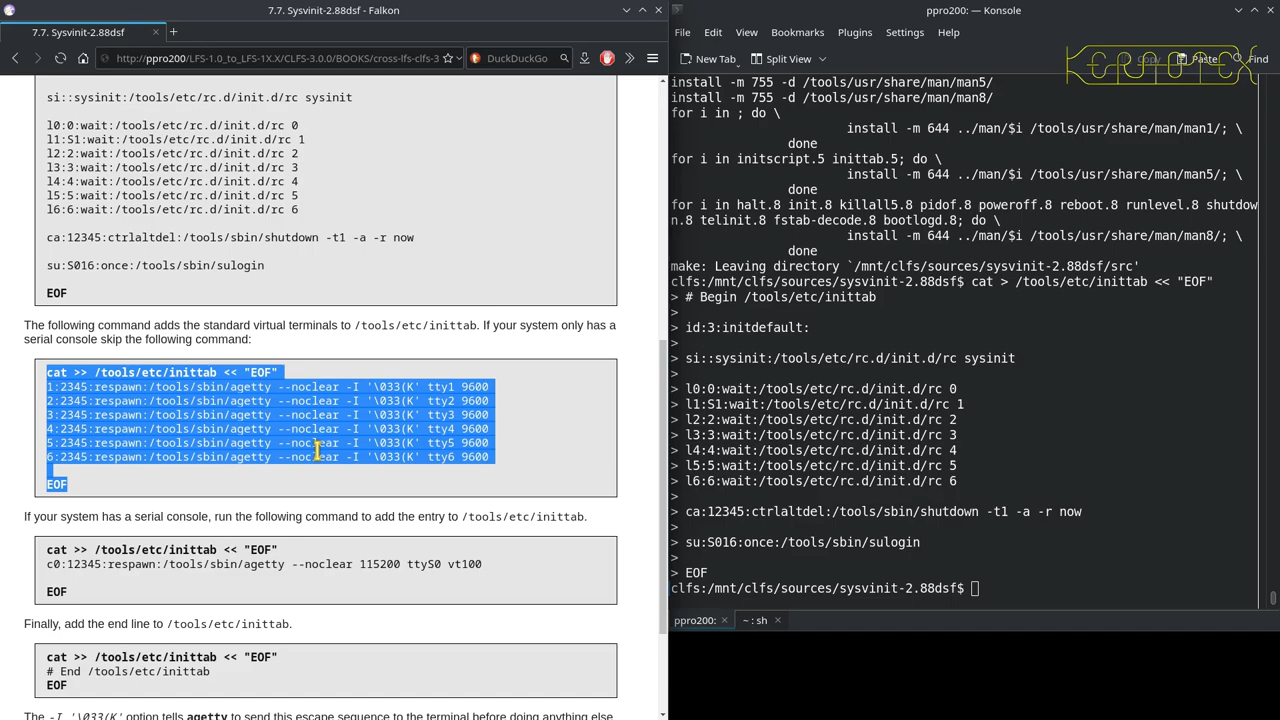 7.7. Sysvinit-2.88dsf - Falkon
7.7. Sysvinit-2.88dsf
http://ppro200/LFS-1.0_to_LFS-1X.X/CLFS-3.0.0/BOOKS/cross-lfs-clfs-3
DuckDuckGo
si::sysinit:/tools/etc/rc.d/init.d/rc sysinit
l0:0:wait:/tools/etc/rc.d/init.d/rc 0
l1:S1:wait:/tools/etc/rc.d/init.d/rc 1
l2:2:wait:/tools/etc/rc.d/init.d/rc 2
l3:3:wait:/tools/etc/rc.d/init.d/rc 3
l4:4:wait:/tools/etc/rc.d/init.d/rc 4
l5:5:wait:/tools/etc/rc.d/init.d/rc 5
l6:6:wait:/tools/etc/rc.d/init.d/rc 6
ca:12345:ctrlaltdel:/tools/sbin/shutdown -t1 -a -r now
su:S016:once:/tools/sbin/sulogin
EOF
The following command adds the standard virtual terminals to /tools/etc/inittab. If your system only has a
serial console skip the following command:
cat >> /tools/etc/inittab << "EOF"
1:2345:respawn:/tools/sbin/agetty --noclear -I '\033(K' tty1 9600
2:2345:respawn:/tools/sbin/agetty --noclear -I '\033(K' tty2 9600
3:2345:respawn:/tools/sbin/agetty --noclear -I '\033(K' tty3 9600
4:2345:respawn:/tools/sbin/agetty --noclear -I '\033(K' tty4 9600
5:2345:respawn:/tools/sbin/agetty --noclear -I '\033(K' tty5 9600
6:2345:respawn:/tools/sbin/agetty --noclear -I '\033(K' tty6 9600
EOF
If your system has a serial console, run the following command to add the entry to /tools/etc/inittab.
cat >> /tools/etc/inittab << "EOF"
c0:12345:respawn:/tools/sbin/agetty --noclear 115200 ttyS0 vt100
EOF
Finally, add the end line to /tools/etc/inittab.
cat >> /tools/etc/inittab << "EOF"
# End /tools/etc/inittab
EOF
The -I '\033(K' option tells agetty to send this escape sequence to the terminal before doing anything else
ppro200: — Konsole
File Edit View Bookmarks Plugins Settings Help
New Tab Split View Copy Paste Find
install -m 755 -d /tools/usr/share/man/man5/
install -m 755 -d /tools/usr/share/man/man8/
for i in ; do \
install -m 644 ../man/$i /tools/usr/share/man/man1/; \
done
for i in initscript.5 inittab.5; do \
install -m 644 ../man/$i /tools/usr/share/man/man5/; \
done
for i in halt.8 init.8 killall5.8 pidof.8 poweroff.8 reboot.8 runlevel.8 shutdow
n.8 telinit.8 fstab-decode.8 bootlogd.8; do \
install -m 644 ../man/$i /tools/usr/share/man/man8/; \
done
make: Leaving directory `/mnt/clfs/sources/sysvinit-2.88dsf/src'
clfs:/mnt/clfs/sources/sysvinit-2.88dsf$ cat > /tools/etc/inittab << "EOF"
> # Begin /tools/etc/inittab
>
> id:3:initdefault:
>
> si::sysinit:/tools/etc/rc.d/init.d/rc sysinit
>
> l0:0:wait:/tools/etc/rc.d/init.d/rc 0
> l1:S1:wait:/tools/etc/rc.d/init.d/rc 1
> l2:2:wait:/tools/etc/rc.d/init.d/rc 2
> l3:3:wait:/tools/etc/rc.d/init.d/rc 3
> l4:4:wait:/tools/etc/rc.d/init.d/rc 4
> l5:5:wait:/tools/etc/rc.d/init.d/rc 5
> l6:6:wait:/tools/etc/rc.d/init.d/rc 6
>
> ca:12345:ctrlaltdel:/tools/sbin/shutdown -t1 -a -r now
>
> su:S016:once:/tools/sbin/sulogin
>
> EOF
clfs:/mnt/clfs/sources/sysvinit-2.88dsf$
ppro200: ~ : sh